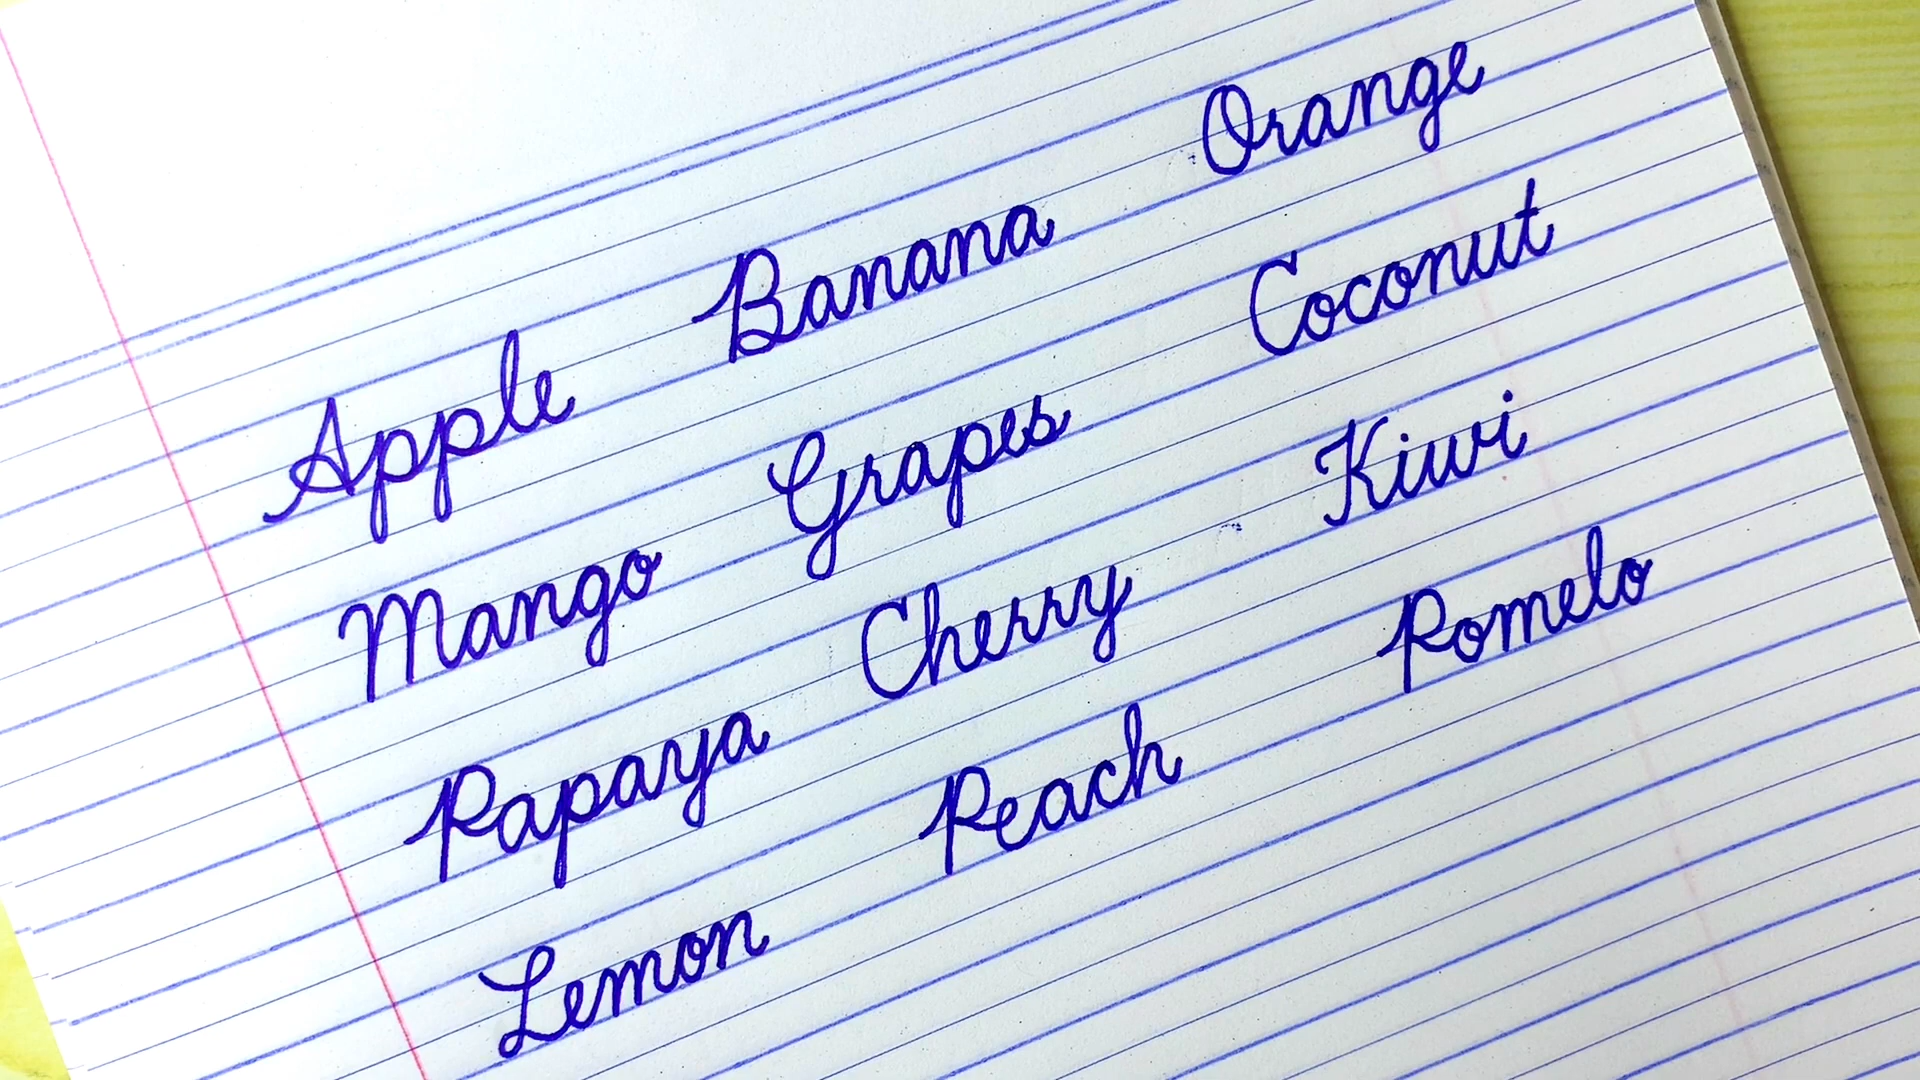 Apple Banana Orange
Mango Grapes Coconut
Papaya Cherry Kiwi
Lemon Peach Pomelo